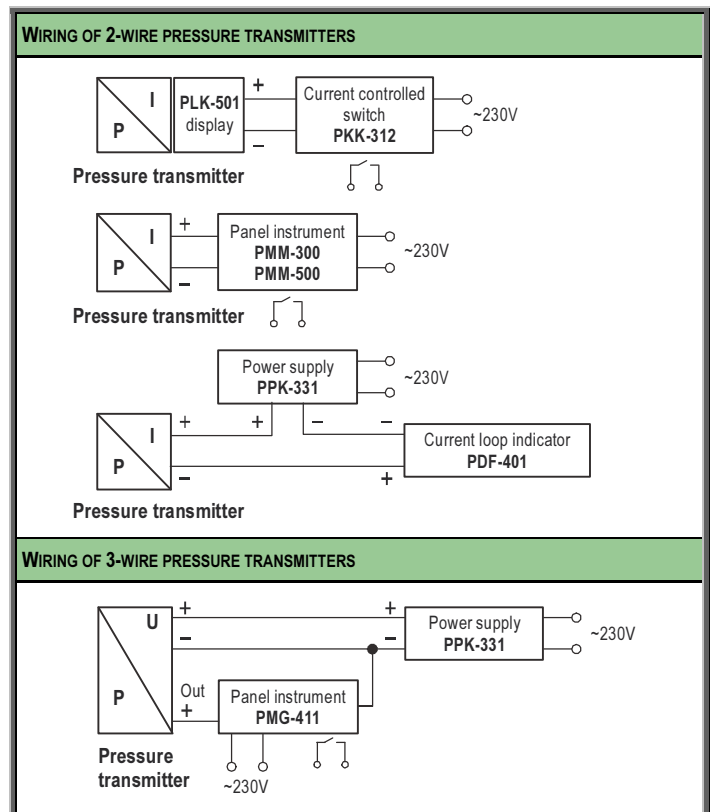 WIRING OF 2-WIRE PRESSURE TRANSMITTERS
I
P
PLK-501
display
+
–
Current controlled
switch
PKK-312
~230V
Pressure transmitter
I
P
+
–
Panel instrument
PMM-300
PMM-500
~230V
Pressure transmitter
Power supply
PPK-331
~230V
I
P
+
+
–
–
–
+
Current loop indicator
PDF-401
Pressure transmitter
WIRING OF 3-WIRE PRESSURE TRANSMITTERS
U
P
+
–
+
–
Power supply
PPK-331
~230V
Out
+
Panel instrument
PMG-411
~230V
Pressure
transmitter